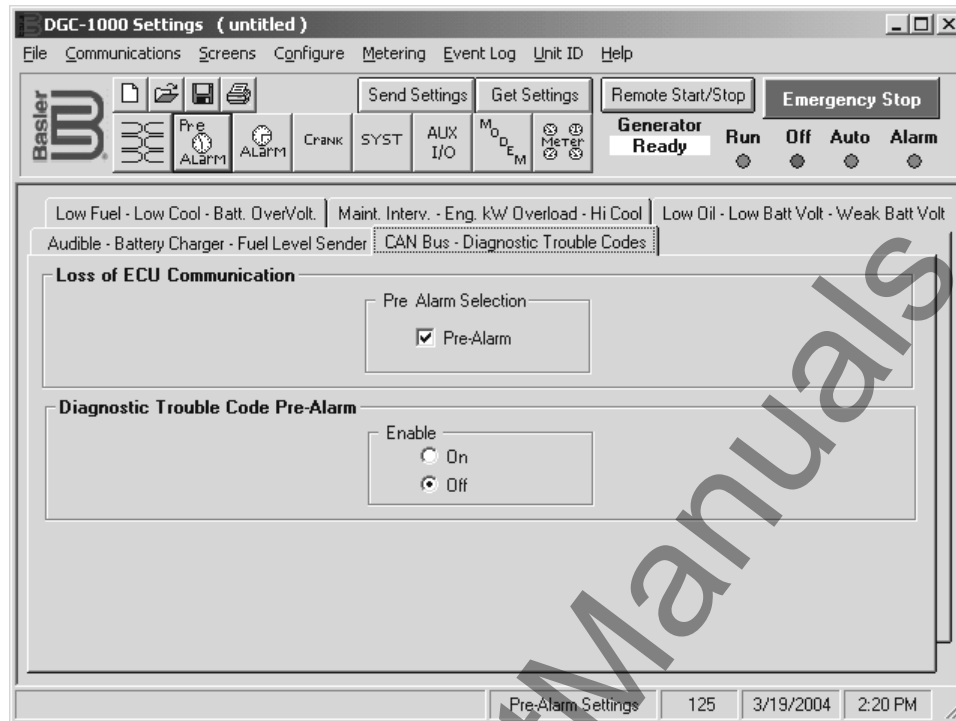 DGC-1000 Settings ( untitled )
File Communications Screens Configure Metering Event Log Unit ID Help
Basler
Send Settings Get Settings Remote Start/Stop Emergency Stop
Pre ALarm ALarm Crank SYST AUX I/O MODEM Meter
Generator Ready Run Off Auto Alarm
Low Fuel - Low Cool - Batt. OverVolt. Maint. Interv. - Eng. kW Overload - Hi Cool Low Oil - Low Batt Volt - Weak Batt Volt
Audible - Battery Charger - Fuel Level Sender CAN Bus - Diagnostic Trouble Codes
Loss of ECU Communication
Pre Alarm Selection
Pre-Alarm
Diagnostic Trouble Code Pre-Alarm
Enable
On
Off
Pre-Alarm Settings 125 3/19/2004 2:20 PM
tManuals